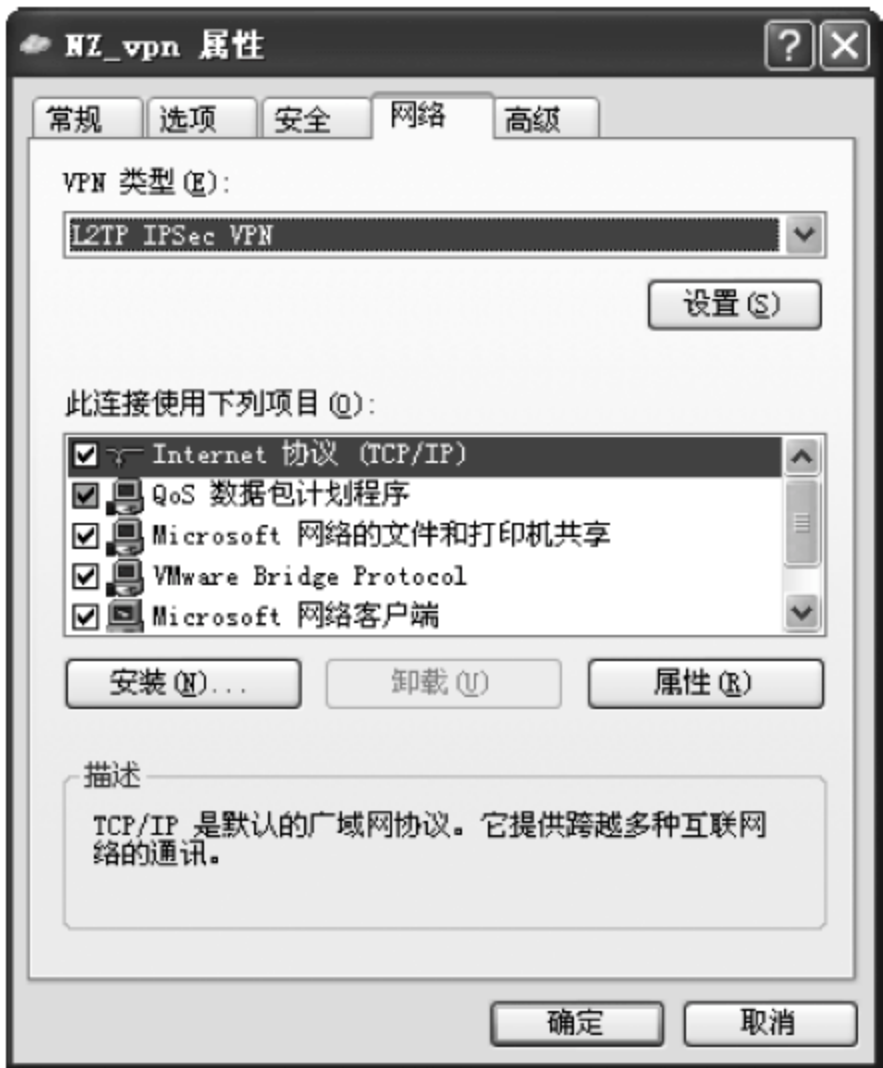 NZ_vpn 属性
常规 选项 安全 网络 高级
VPN 类型(E):
L2TP IPSec VPN
设置(S)
此连接使用下列项目(O):
Internet 协议 (TCP/IP)
QoS 数据包计划程序
Microsoft 网络的文件和打印机共享
VMware Bridge Protocol
Microsoft 网络客户端
安装(N)... 卸载(U) 属性(R)
描述
TCP/IP 是默认的广域网协议。它提供跨越多种互联网
络的通讯。
确定 取消